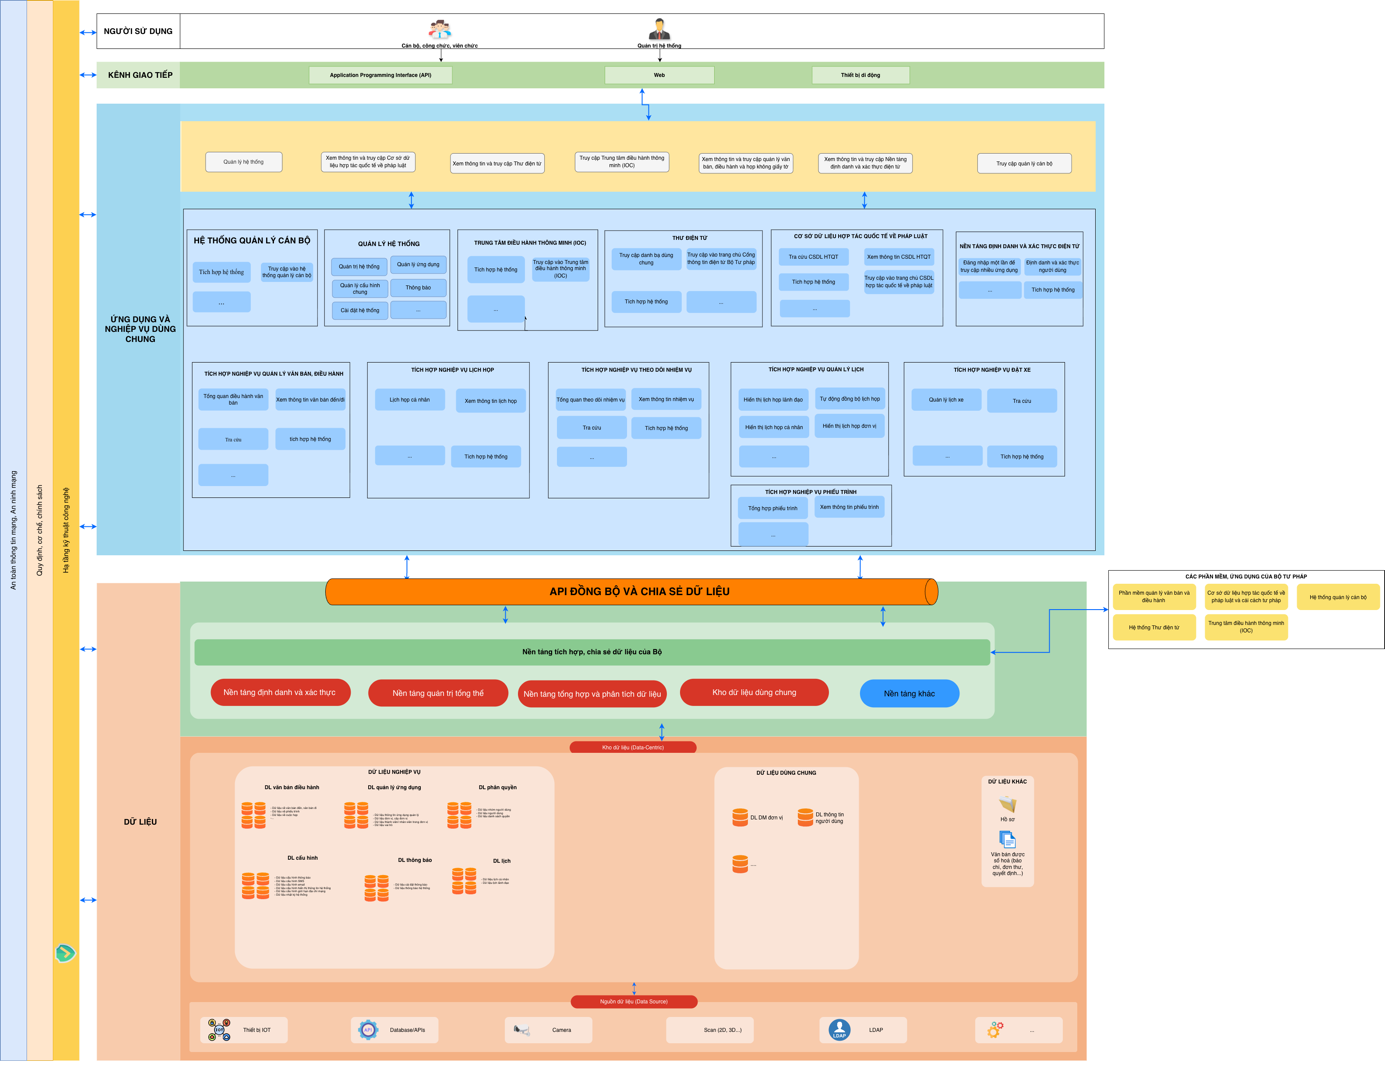 An toàn thông tin mạng, An ninh mạng
Quy định, cơ chế, chính sách
Hạ tầng kỹ thuật công nghệ
NGƯỜI SỬ DỤNG
Cán bộ, công chức, viên chức
Quản trị hệ thống
KÊNH GIAO TIẾP
Application Programming Interface (API)
Web
Thiết bị di động
ỨNG DỤNG VÀ
NGHIỆP VỤ DÙNG
CHUNG
Quản lý hệ thống
Xem thông tin và truy cập Cơ sở dữ
liệu hợp tác quốc tế về pháp luật
Xem thông tin và truy cập Thư điện tử
Truy cập Trung tâm điều hành thông
minh (IOC)
Xem thông tin và truy cập quản lý văn
bản, điều hành và họp không giấy tờ
Xem thông tin và truy cập Nền tảng
định danh và xác thực điện tử
Truy cập quản lý cán bộ
HỆ THỐNG QUẢN LÝ CÁN BỘ
Tích hợp hệ thống
Truy cập vào hệ
thống quản lý cán bộ
...
QUẢN LÝ HỆ THỐNG
Quản trị hệ thống
Quản lý ứng dụng
Quản lý cấu hình
chung
Thông báo
Cài đặt hệ thống
...
TRUNG TÂM ĐIỀU HÀNH THÔNG MINH (IOC)
Tích hợp hệ thống
Truy cập vào Trung tâm
điều hành thông minh
(IOC)
...
THƯ ĐIỆN TỬ
Truy cập danh bạ dùng
chung
Truy cập vào trang chủ Cổng
thông tin điện tử Bộ Tư pháp
Tích hợp hệ thống
...
CƠ SỞ DỮ LIỆU HỢP TÁC QUỐC TẾ VỀ PHÁP LUẬT
Tra cứu CSDL HTQT
Xem thông tin CSDL HTQT
Tích hợp hệ thống
Truy cập vào trang chủ CSDL
hợp tác quốc tế về pháp luật
...
NỀN TẢNG ĐỊNH DANH VÀ XÁC THỰC ĐIỆN TỬ
Đăng nhập một lần để
truy cập nhiều ứng dụng
Định danh và xác thực
người dùng
...
Tích hợp hệ thống
TÍCH HỢP NGHIỆP VỤ QUẢN LÝ VĂN BẢN, ĐIỀU HÀNH
Tổng quan điều hành văn
bản
Xem thông tin văn bản đến/đi
Tra cứu
tích hợp hệ thống
...
TÍCH HỢP NGHIỆP VỤ LỊCH HỌP
Lịch họp cá nhân
Xem thông tin lịch họp
...
Tích hợp hệ thống
TÍCH HỢP NGHIỆP VỤ THEO DÕI NHIỆM VỤ
Tổng quan theo dõi nhiệm vụ
Xem thông tin nhiệm vụ
Tra cứu
Tích hợp hệ thống
...
TÍCH HỢP NGHIỆP VỤ QUẢN LÝ LỊCH
Hiển thị lịch họp lãnh đạo
Tự động đồng bộ lịch họp
Hiển thị lịch họp cá nhân
Hiển thị lịch họp đơn vị
...
TÍCH HỢP NGHIỆP VỤ ĐẶT XE
Quản lý lịch xe
Tra cứu
...
Tích hợp hệ thống
TÍCH HỢP NGHIỆP VỤ PHIẾU TRÌNH
Tổng hợp phiếu trình
Xem thông tin phiếu trình
...
API ĐỒNG BỘ VÀ CHIA SẺ DỮ LIỆU
CÁC PHẦN MỀM, ỨNG DỤNG CỦA BỘ TƯ PHÁP
Phần mềm quản lý văn bản và
điều hành
Cơ sở dữ liệu hợp tác quốc tế về
pháp luật và cải cách tư pháp
Hệ thống quản lý cán bộ
Hệ thống Thư điện tử
Trung tâm điều hành thông minh
(IOC)
Nền tảng tích hợp, chia sẻ dữ liệu của Bộ
Nền tảng định danh và xác thực
Nền tảng quản trị tổng thể
Nền tảng tổng hợp và phân tích dữ liệu
Kho dữ liệu dùng chung
Nền tảng khác
DỮ LIỆU
Kho dữ liệu (Data-Centric)
DỮ LIỆU NGHIỆP VỤ
DL văn bản điều hành
DL quản lý ứng dụng
DL phân quyền
DL cấu hình
DL thông báo
DL lịch
DỮ LIỆU DÙNG CHUNG
DL DM đơn vị
DL thông tin
người dùng
...
DỮ LIỆU KHÁC
Hồ sơ
Văn bản được
số hoá (báo
chí, đơn thư,
quyết định...)
Nguồn dữ liệu (Data Source)
Thiết bị IOT
API
Database/APIs
Camera
Scan (2D, 3D...)
LDAP
LDAP
...